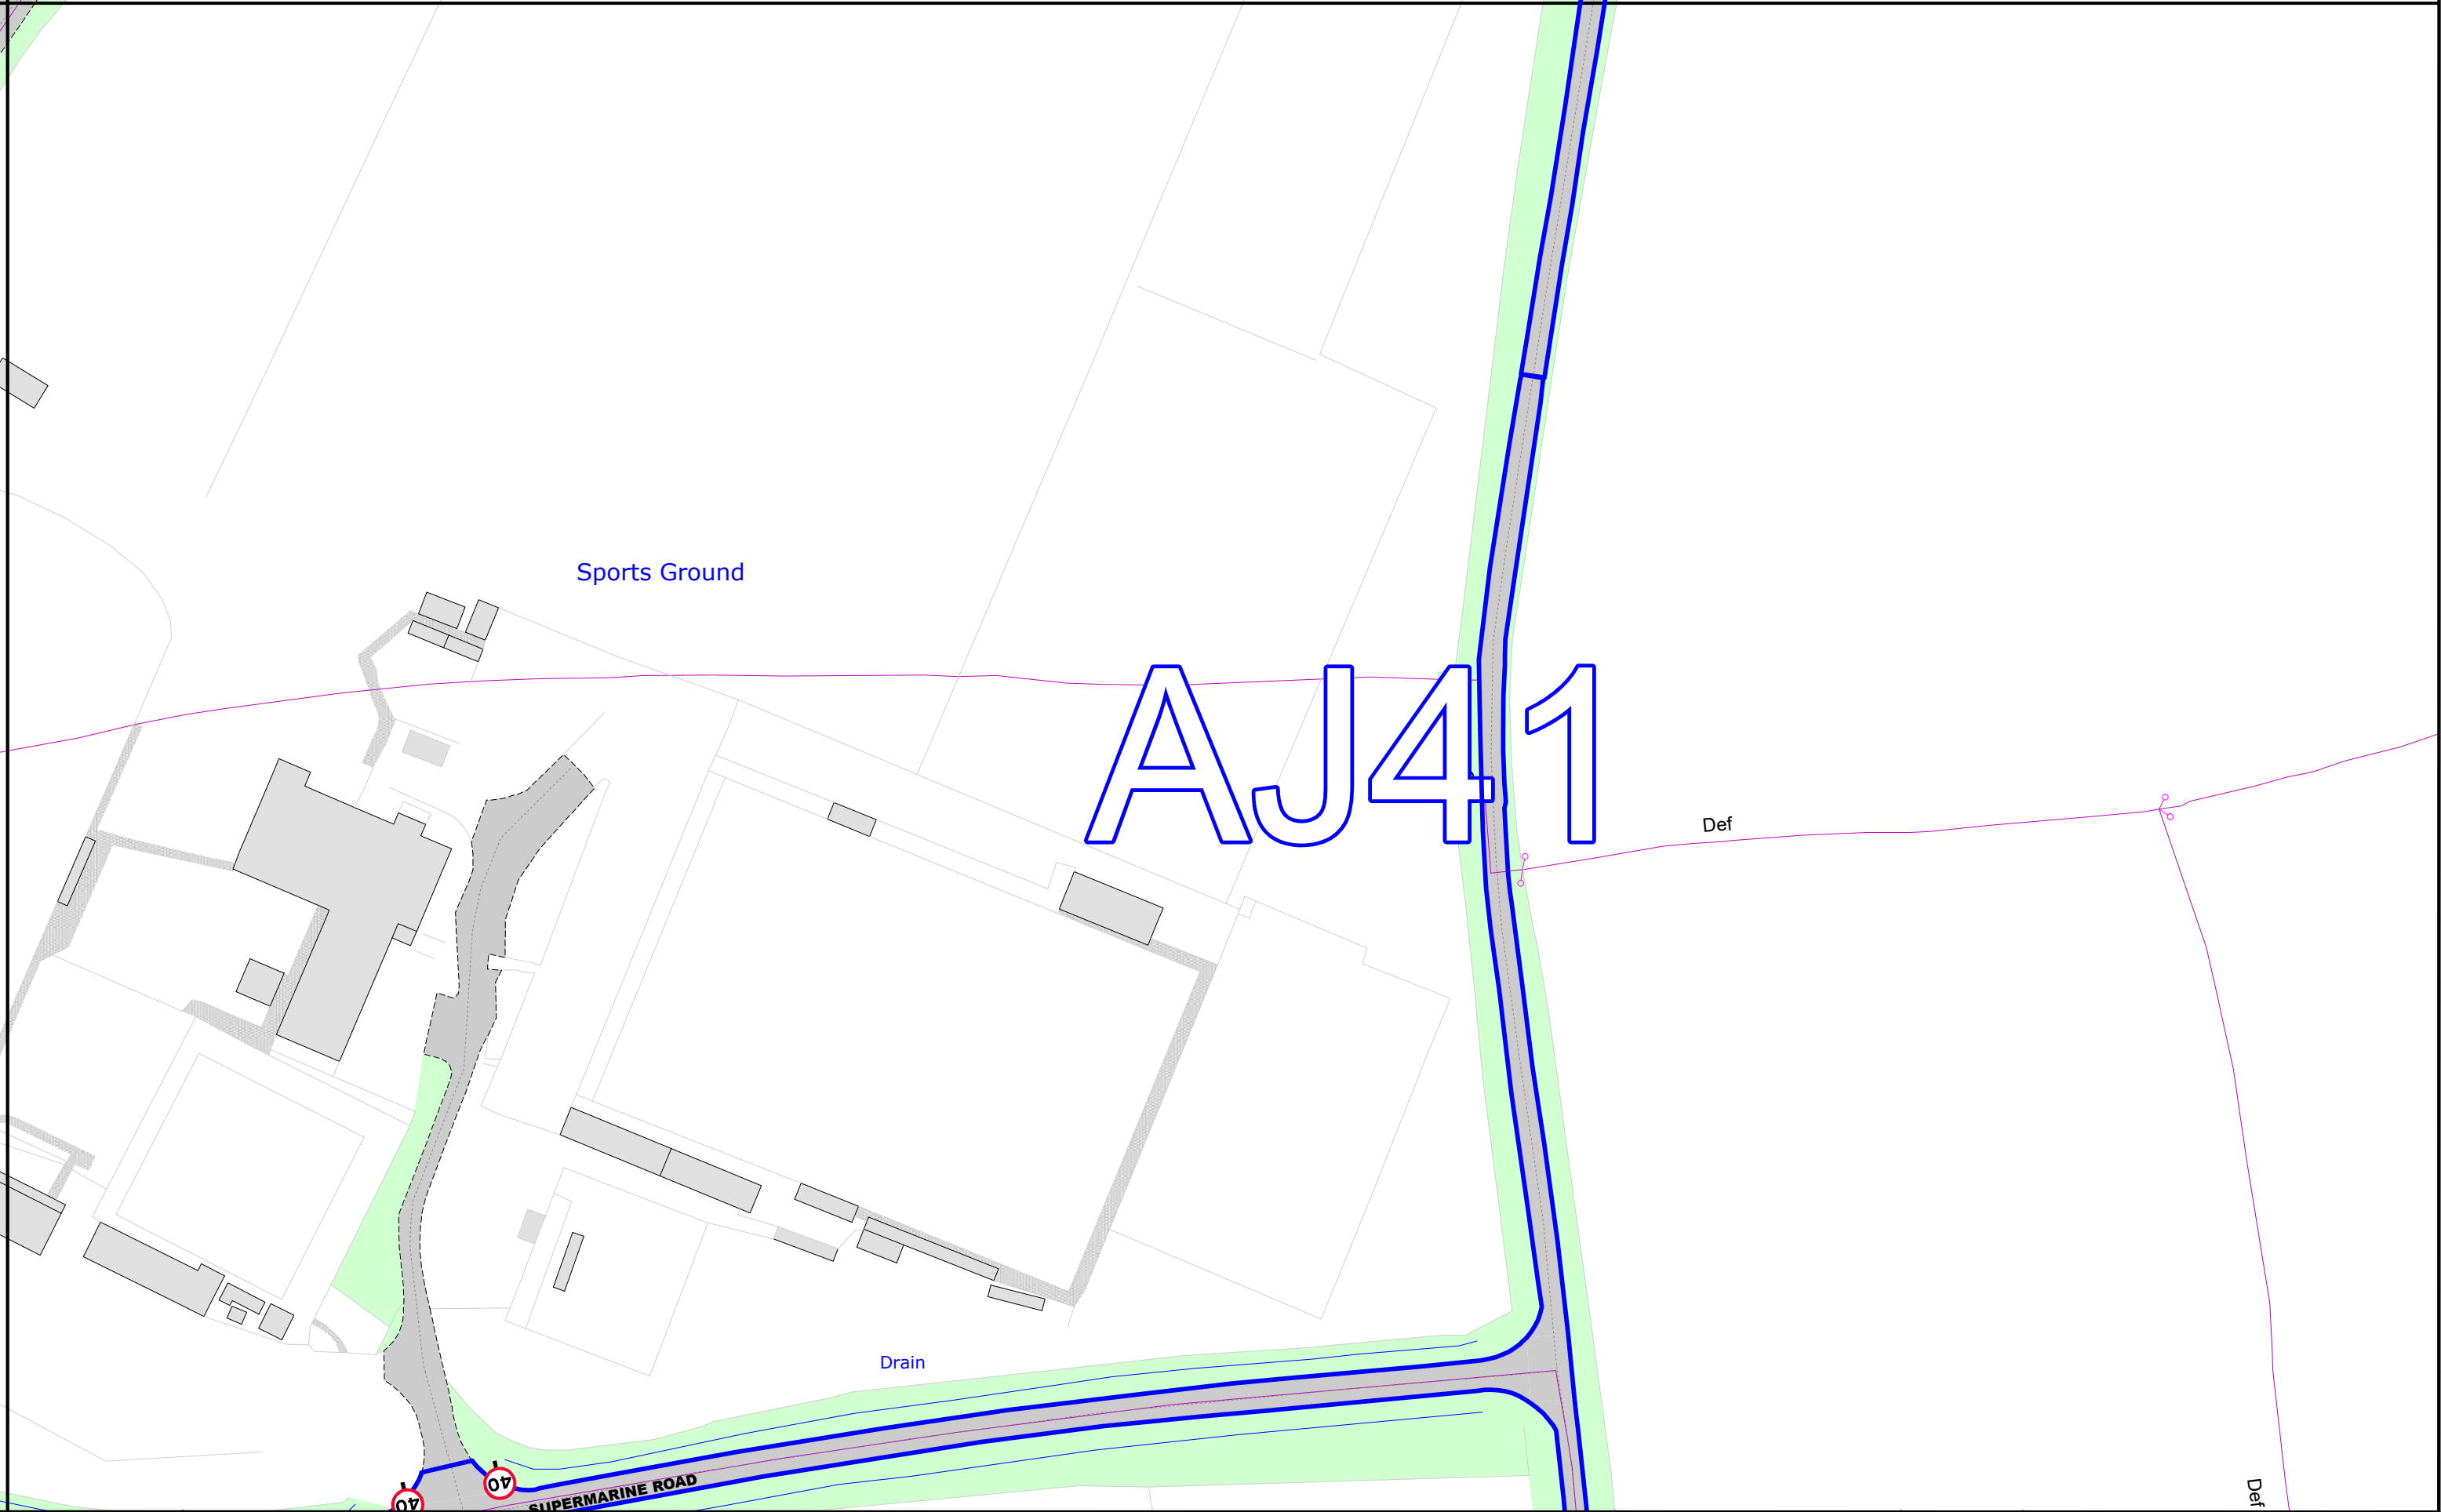 Sports Ground
AJ41
Def
Drain
40
40
SUPERMARINE ROAD
Def